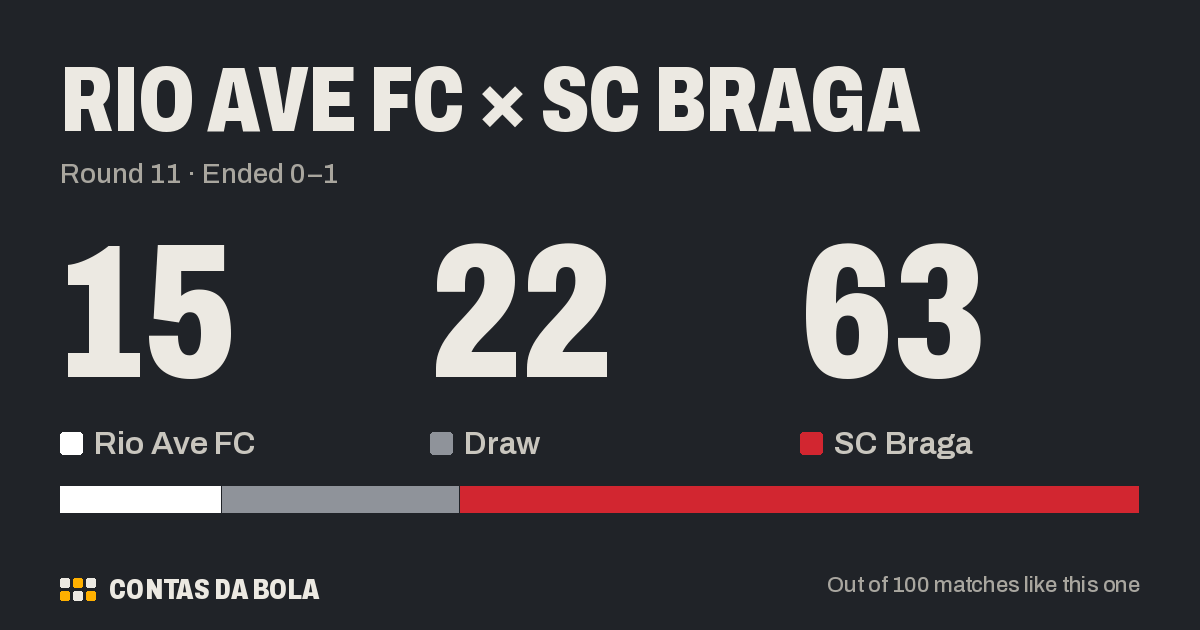 RIO AVE FC × SC BRAGA
Round 11 · Ended 0–1
15 22 63
Rio Ave FC Draw SC Braga
CONTAS DA BOLA
Out of 100 matches like this one